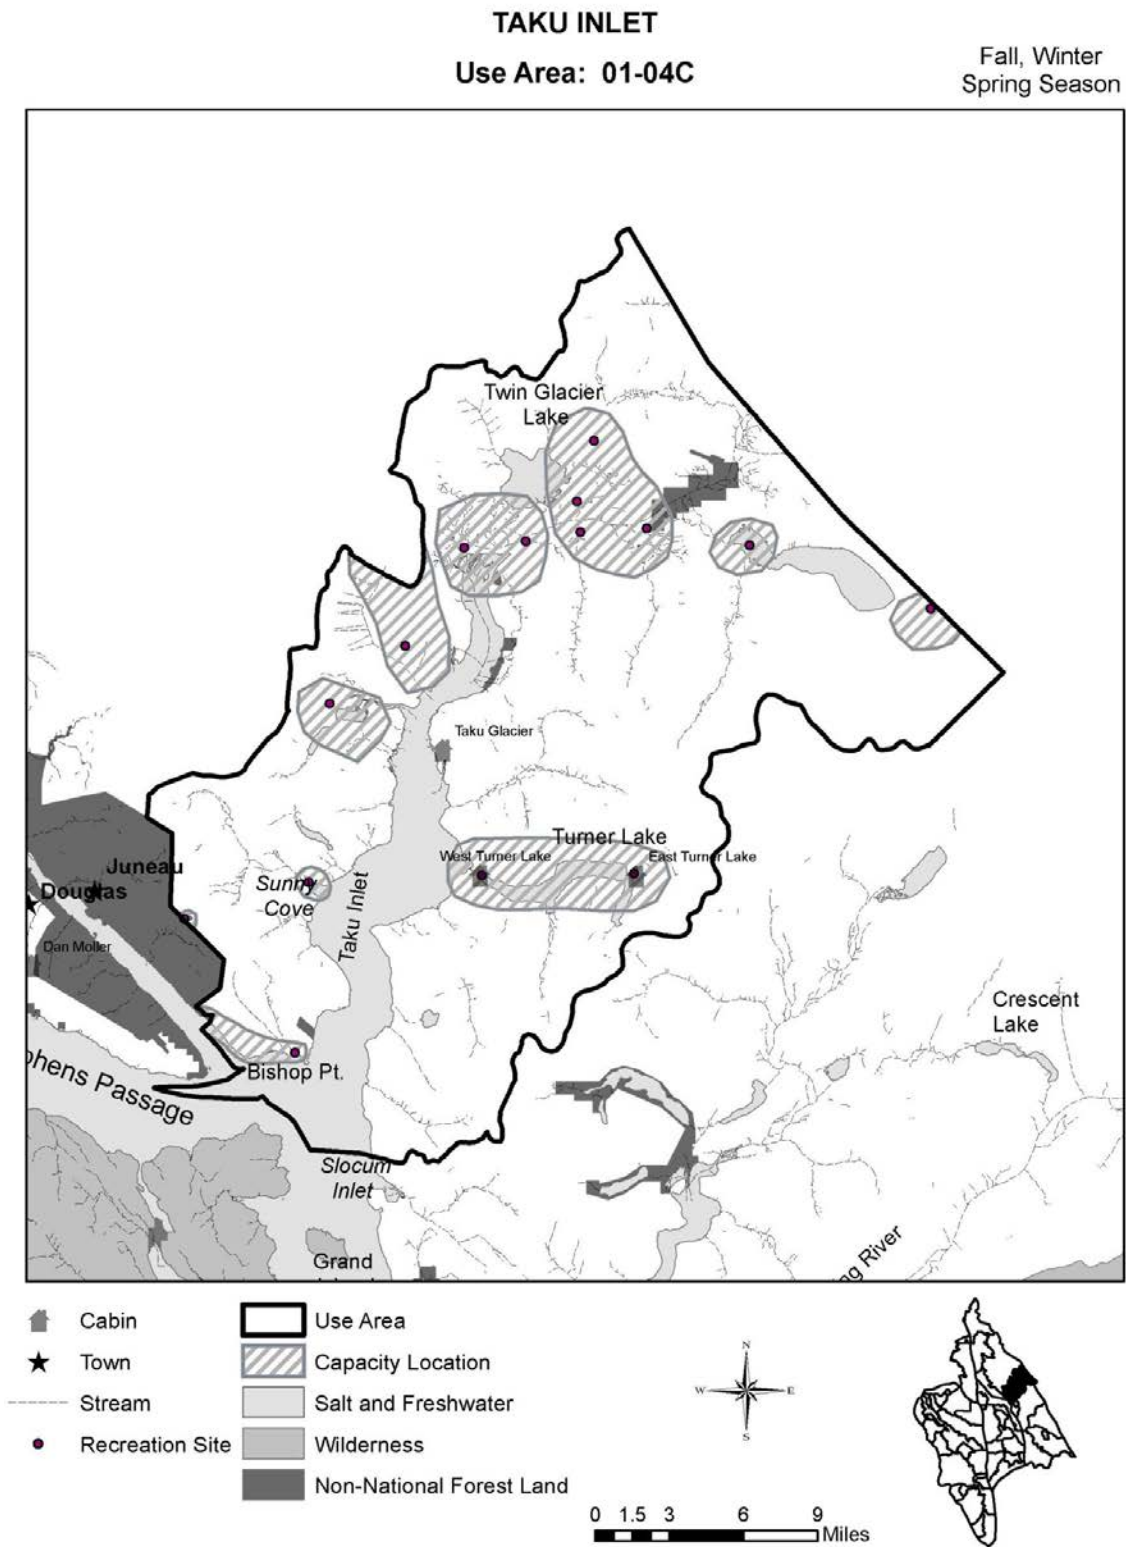 TAKU INLET
Use Area: 01-04C
Fall, Winter
Spring Season
Twin Glacier
Lake
Taku Glacier
Turner Lake
West Turner Lake
East Turner Lake
Juneau
Douglas
Sunny
Cove
Taku Inlet
Dan Moller
Crescent
Lake
Bishop Pt.
phens Passage
Slocum
Inlet
Grand
ng River
Cabin
Town
Stream
Recreation Site
Use Area
Capacity Location
Salt and Freshwater
Wilderness
Non-National Forest Land
N
W
E
S
0 1.5 3 6 9
Miles